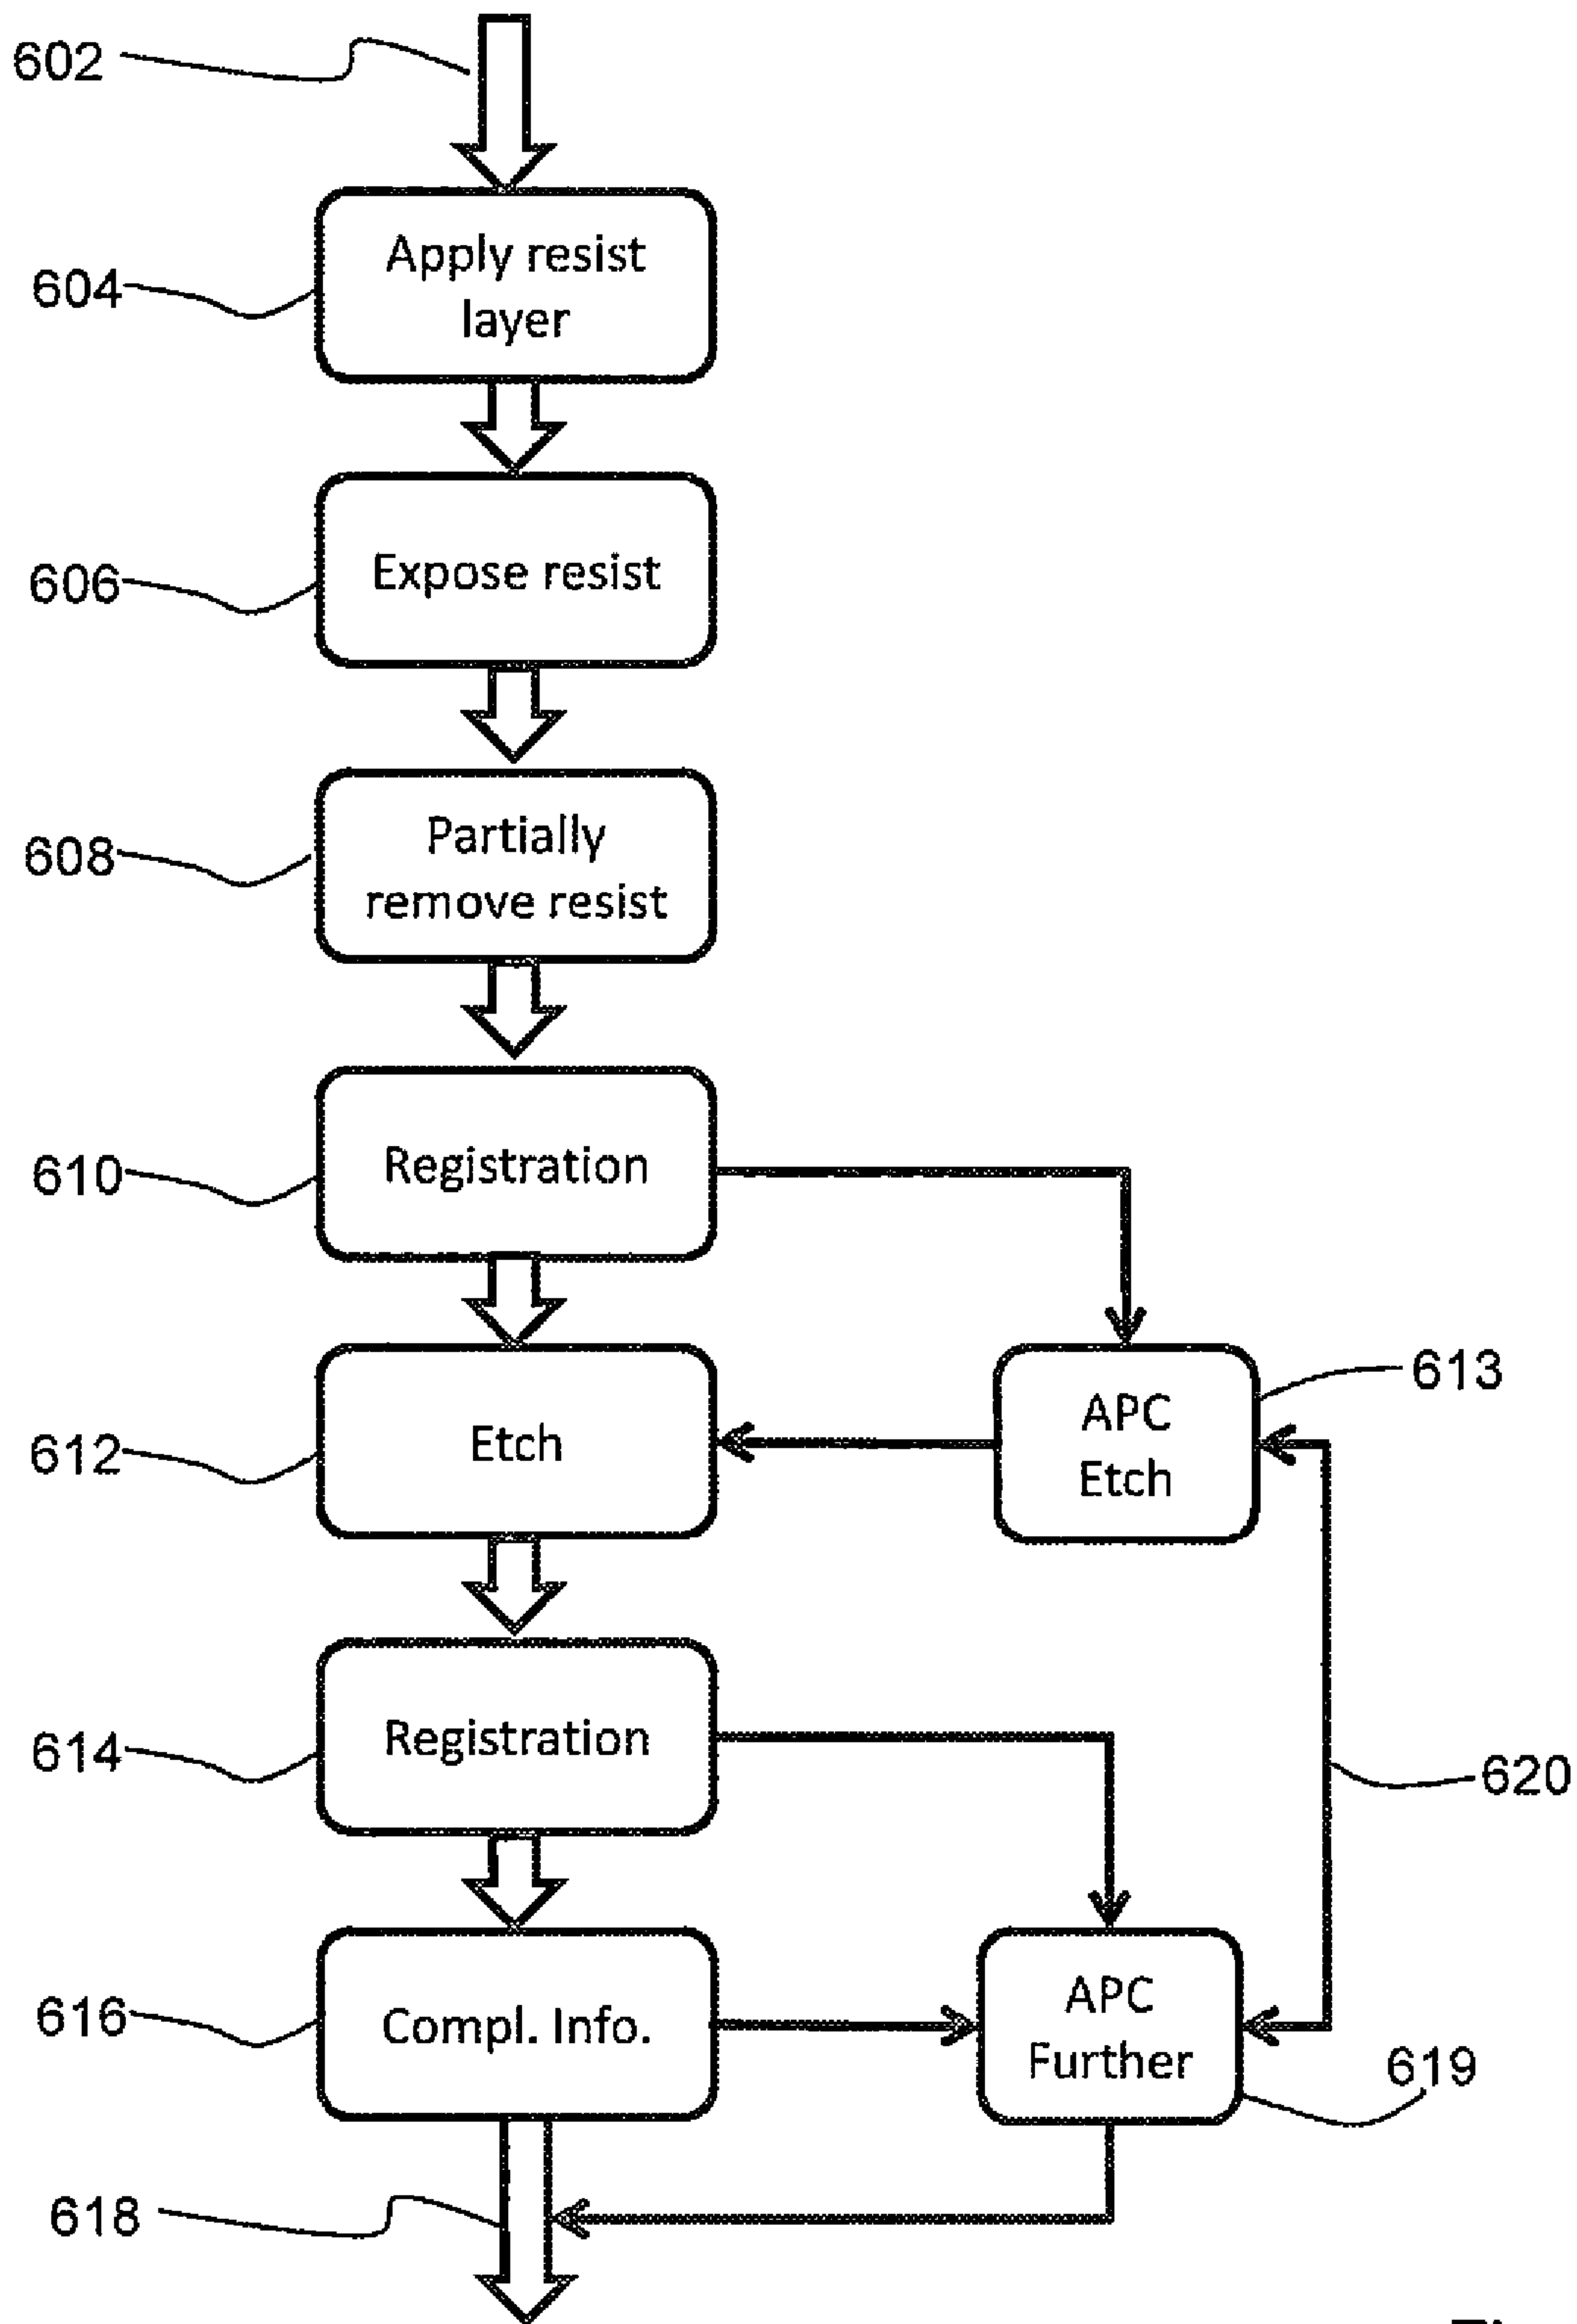 602
604
Apply resist
layer
606
Expose resist
608
Partially
remove resist
610
Registration
612
Etch
APC
Etch
613
614
Registration
620
616
Compl. Info.
APC
Further
619
618